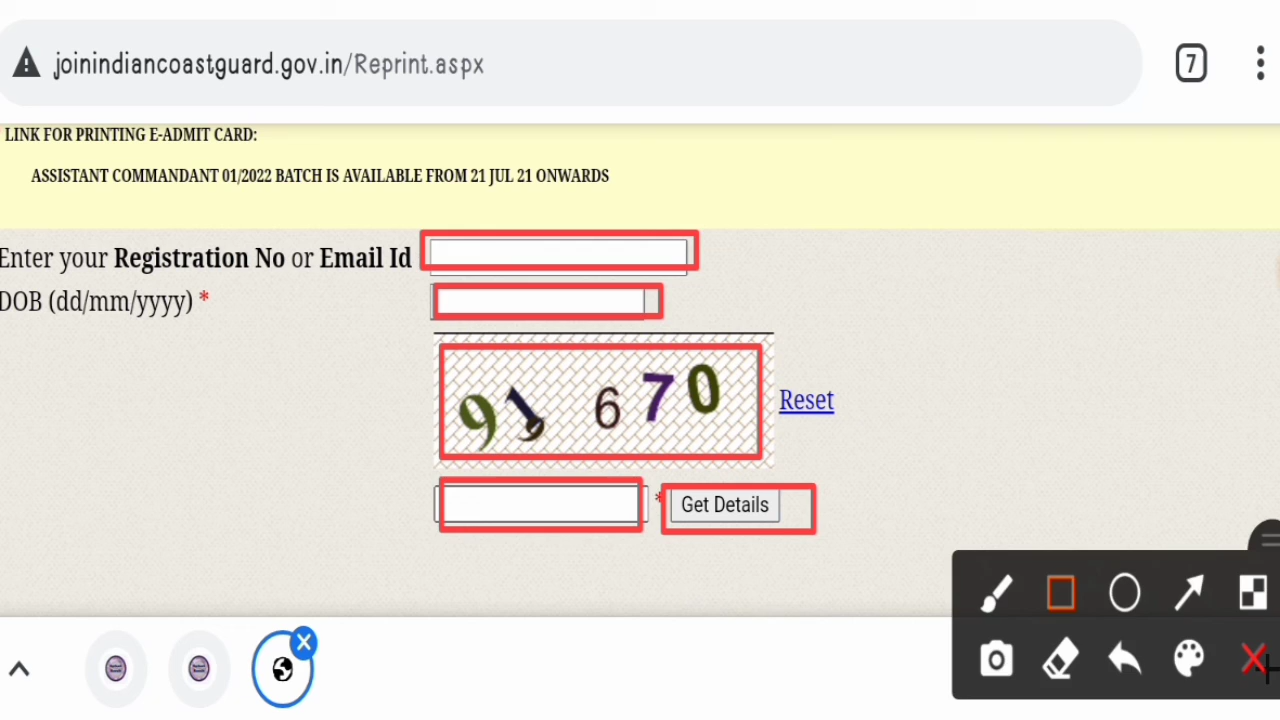 joinindiancoastguard.gov.in/Reprint.aspx
7
LINK FOR PRINTING E-ADMIT CARD:
ASSISTANT COMMANDANT 01/2022 BATCH IS AVAILABLE FROM 21 JUL 21 ONWARDS
Enter your Registration No or Email Id
DOB (dd/mm/yyyy) *
91 670
Reset
* Get Details